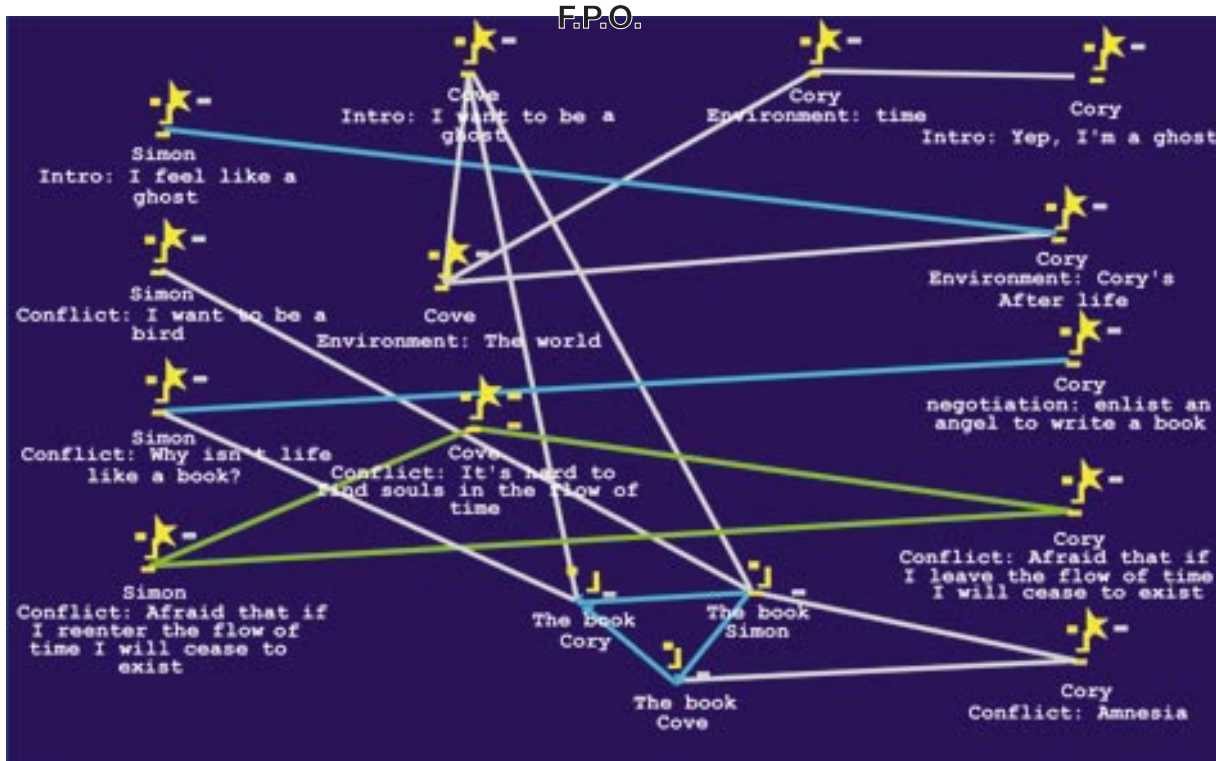 F.P.O.
Cove
Intro: I want to be a
ghost
Cory
Environment: time
Cory
Intro: Yep, I'm a ghost
Simon
Intro: I feel like a
ghost
Cory
Environment: Cory's
After life
Simon
Conflict: I want to be a
bird
Cove
Environment: The world
Cory
negotiation: enlist an
angel to write a book
Simon
Conflict: Why isn't life
like a book?
Cove
Conflict: It's hard to
find souls in the flow of
time
Cory
Conflict: Afraid that if
I leave the flow of time
I will cease to exist
Simon
Conflict: Afraid that if
I reenter the flow of
time I will cease to
exist
The book
Cory
The book
Simon
The book
Cove
Cory
Conflict: Amnesia